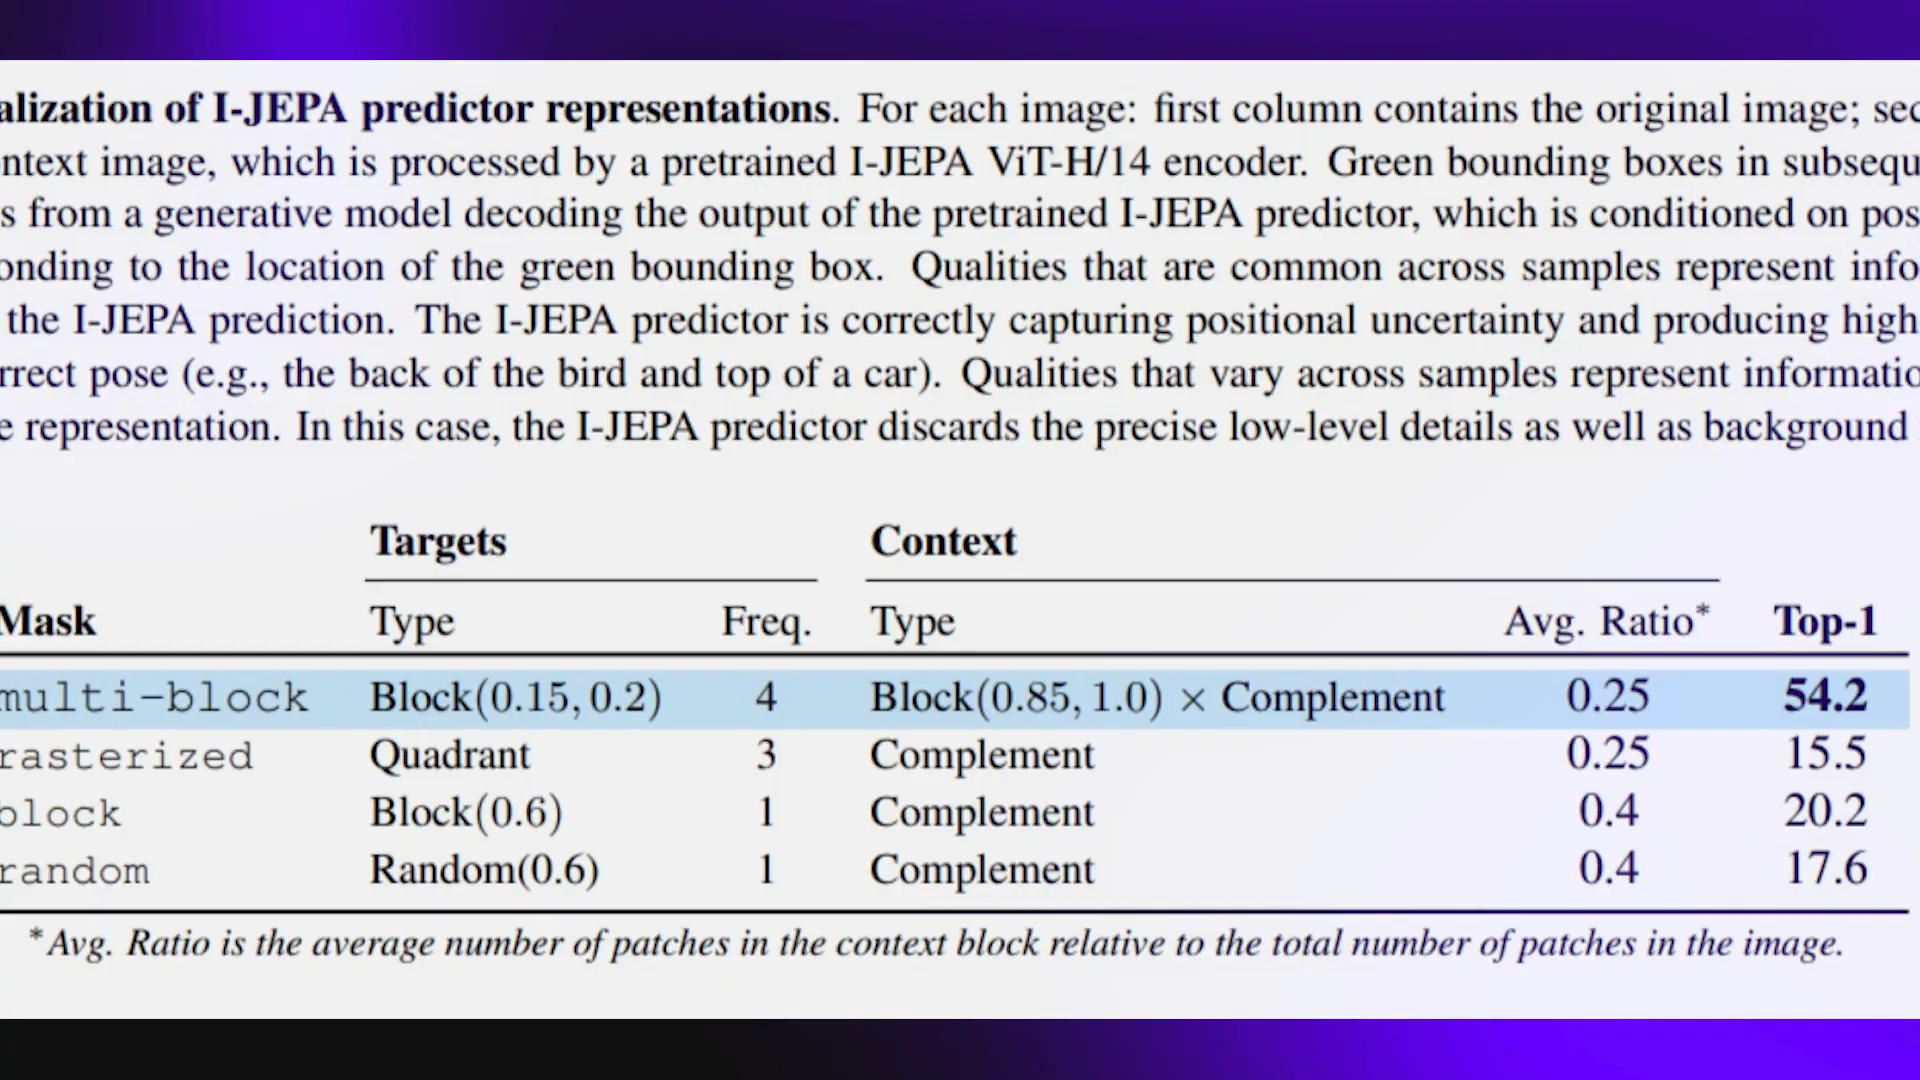 alization of I-JEPA predictor representations. For each image: first column contains the original image; sec
ntext image, which is processed by a pretrained I-JEPA ViT-H/14 encoder. Green bounding boxes in subsequ
s from a generative model decoding the output of the pretrained I-JEPA predictor, which is conditioned on pos
onding to the location of the green bounding box. Qualities that are common across samples represent info
the I-JEPA prediction. The I-JEPA predictor is correctly capturing positional uncertainty and producing high-
rrect pose (e.g., the back of the bird and top of a car). Qualities that vary across samples represent informatio
e representation. In this case, the I-JEPA predictor discards the precise low-level details as well as background
Targets Context
Mask Type Freq. Type Avg. Ratio* Top-1
multi-block Block(0.15, 0.2) 4 Block(0.85, 1.0) × Complement 0.25 54.2
rasterized Quadrant 3 Complement 0.25 15.5
block Block(0.6) 1 Complement 0.4 20.2
random Random(0.6) 1 Complement 0.4 17.6
*Avg. Ratio is the average number of patches in the context block relative to the total number of patches in the image.